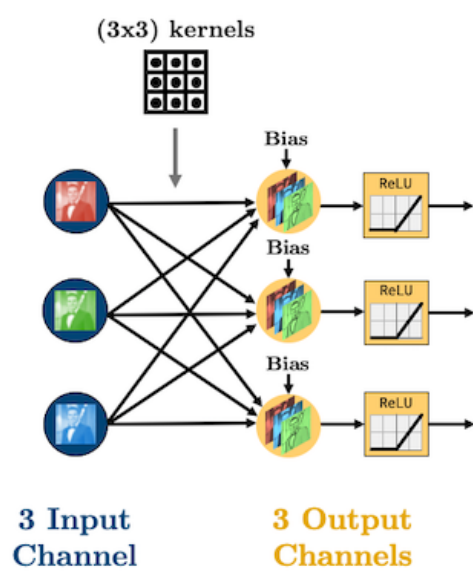 (3x3) kernels
Bias
ReLU
Bias
ReLU
Bias
ReLU
3 Input
Channel
3 Output
Channels